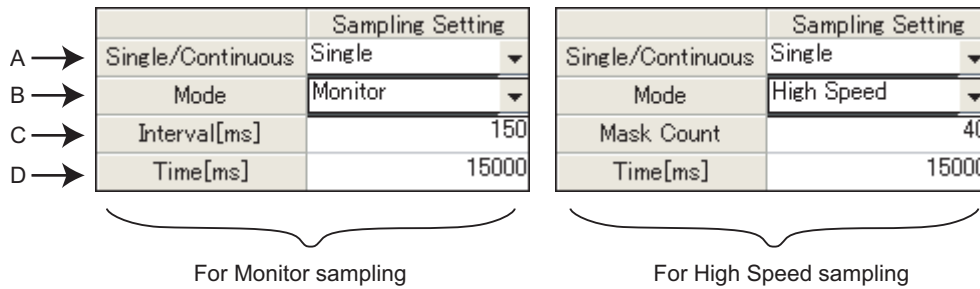 Sampling Setting Sampling Setting
A Single/Continuous Single Single/Continuous Single
B Mode Monitor Mode High Speed
C Interval[ms] 150 Mask Count 40
D Time[ms] 15000 Time[ms] 15000
For Monitor sampling For High Speed sampling